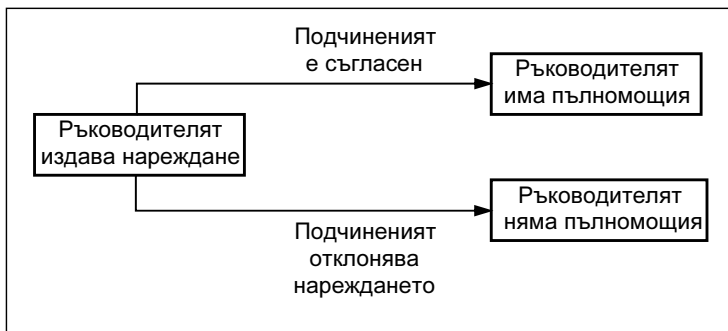 Подчиненият
е съгласен
Ръководителят
има пълномощия
Ръководителят
издава нареждане
Ръководителят
няма пълномощия
Подчиненият
отклонява
нареждането